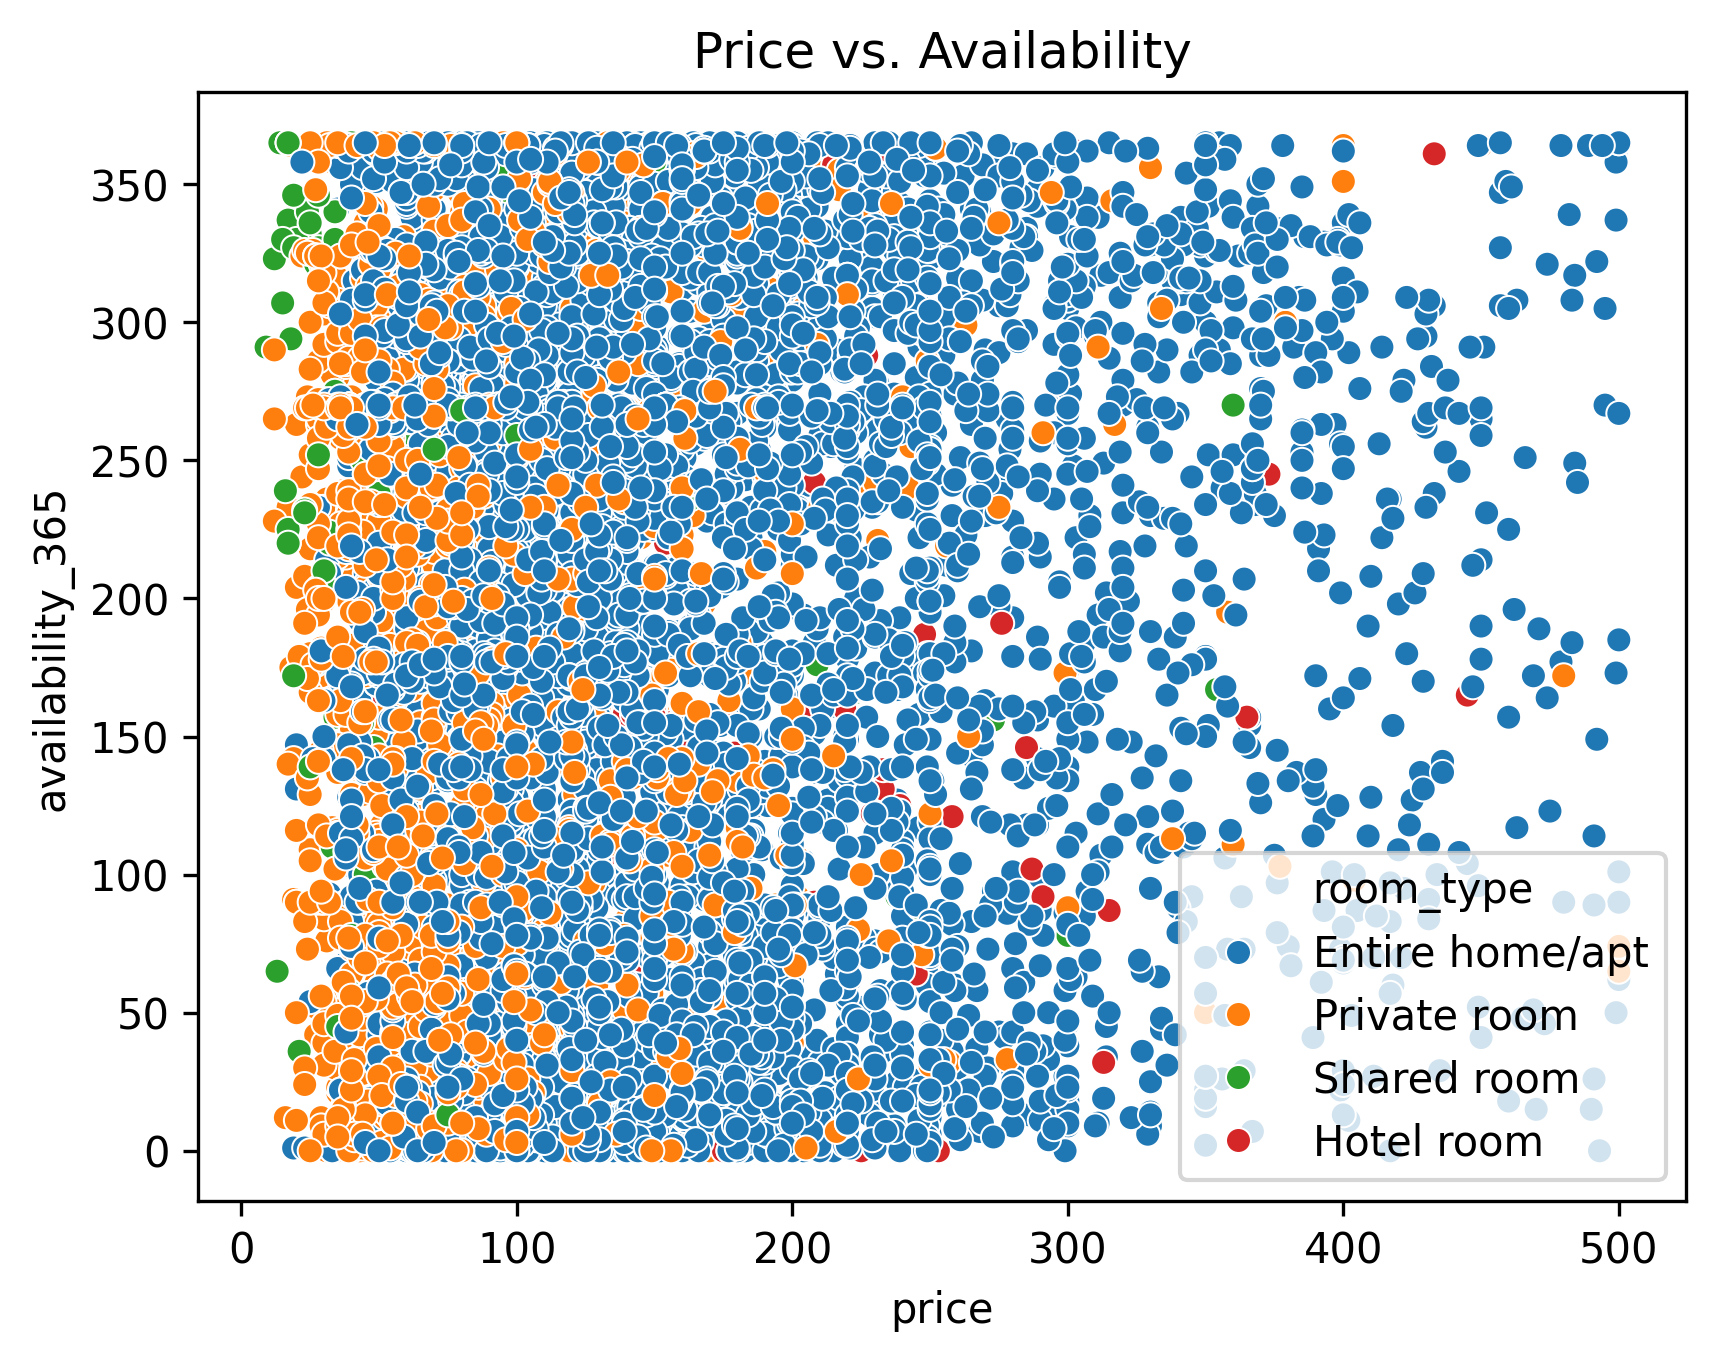 Price vs. Availability
availability_365
350
300
250
200
150
100
50
0
room_type
Entire home/apt
Private room
Shared room
Hotel room
0 100 200 300 400 500
price